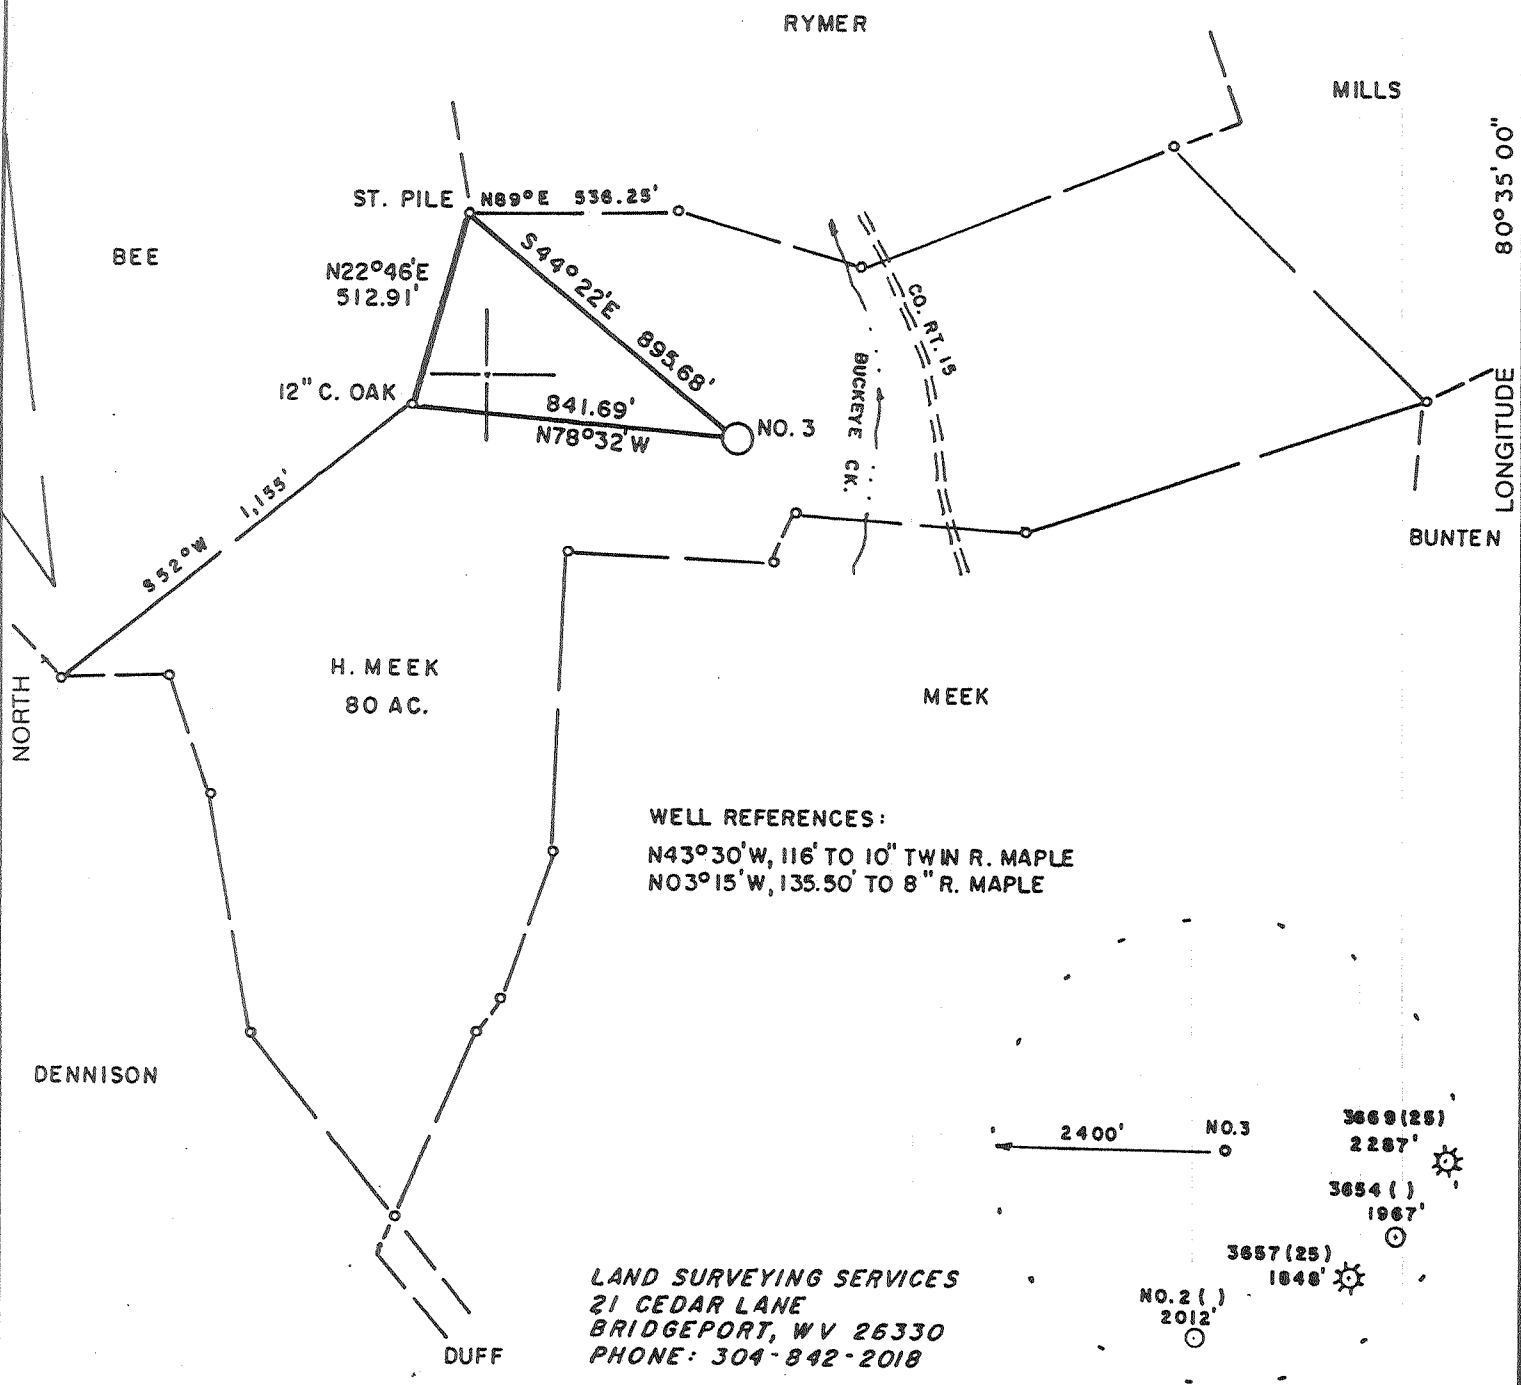 RYMER
MILLS
80°35'00"
LONGITUDE
ST. PILE
N89°E 536.25'
BEE
N22°46'E
512.91'
S44°22'E 895.68'
12" C. OAK
841.69'
N78°32'W
NO. 3
CO. RT. 15
BUCKEYE CK.
S52°W 1,155'
BUNTEN
NORTH
H. MEEK
80 AC.
MEEK
WELL REFERENCES:
N43°30'W, 116' TO 10" TWIN R. MAPLE
N03°15'W, 135.50' TO 8" R. MAPLE
DENNISON
2400'
NO.3
3669(25)
2287'
3654 ( )
1967'
3657(25)
1848'
NO.2 ( )
2012'
LAND SURVEYING SERVICES
21 CEDAR LANE
BRIDGEPORT, WV 26330
PHONE: 304-842-2018
DUFF